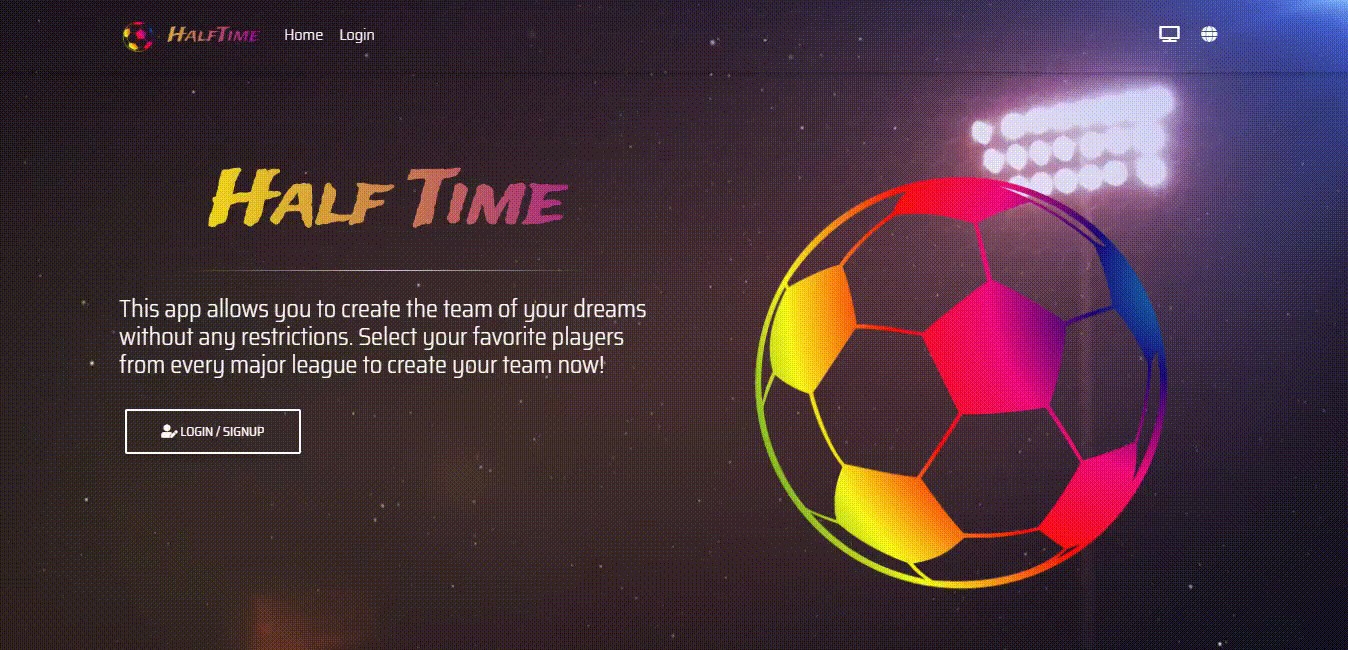 HALFTIME Home Login
HALF TIME
This app allows you to create the team of your dreams
without any restrictions. Select your favorite players
from every major league to create your team now!
LOGIN / SIGNUP